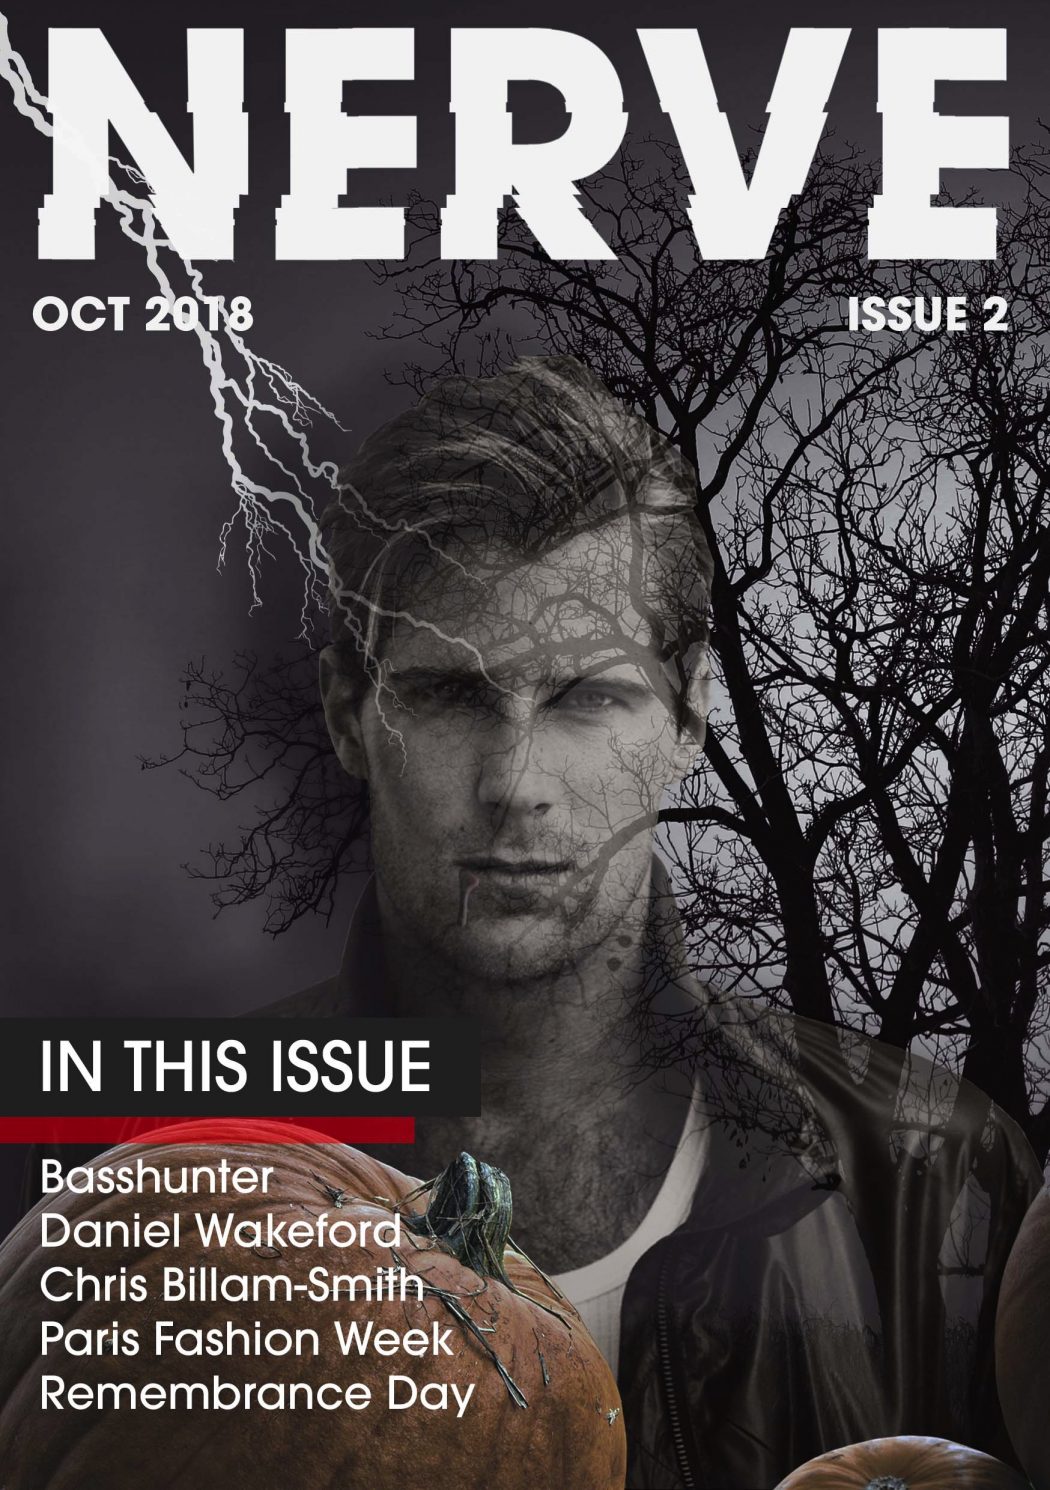 NERVE
OCT 2018
ISSUE 2
IN THIS ISSUE
Basshunter
Daniel Wakeford
Chris Billam-Smith
Paris Fashion Week
Remembrance Day